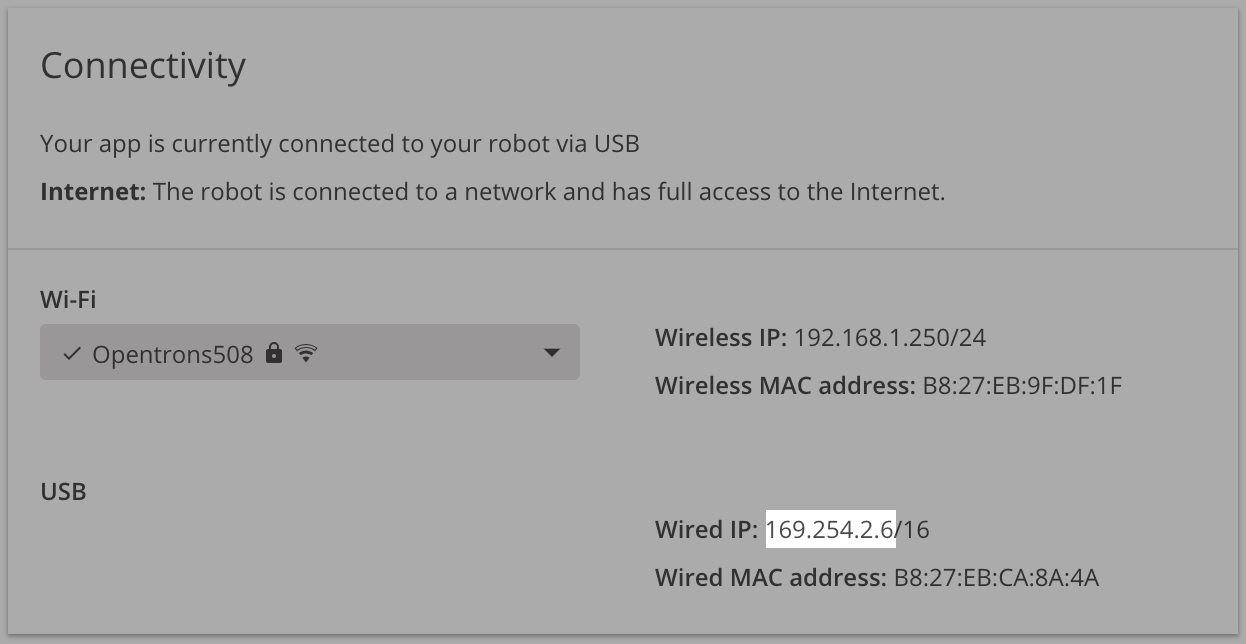 Connectivity
Your app is currently connected to your robot via USB
Internet: The robot is connected to a network and has full access to the Internet.
Wi-Fi
Opentrons508
Wireless IP: 192.168.1.250/24
Wireless MAC address: B8:27:EB:9F:DF:1F
USB
Wired IP: 169.254.2.6/16
Wired MAC address: B8:27:EB:CA:8A:4A